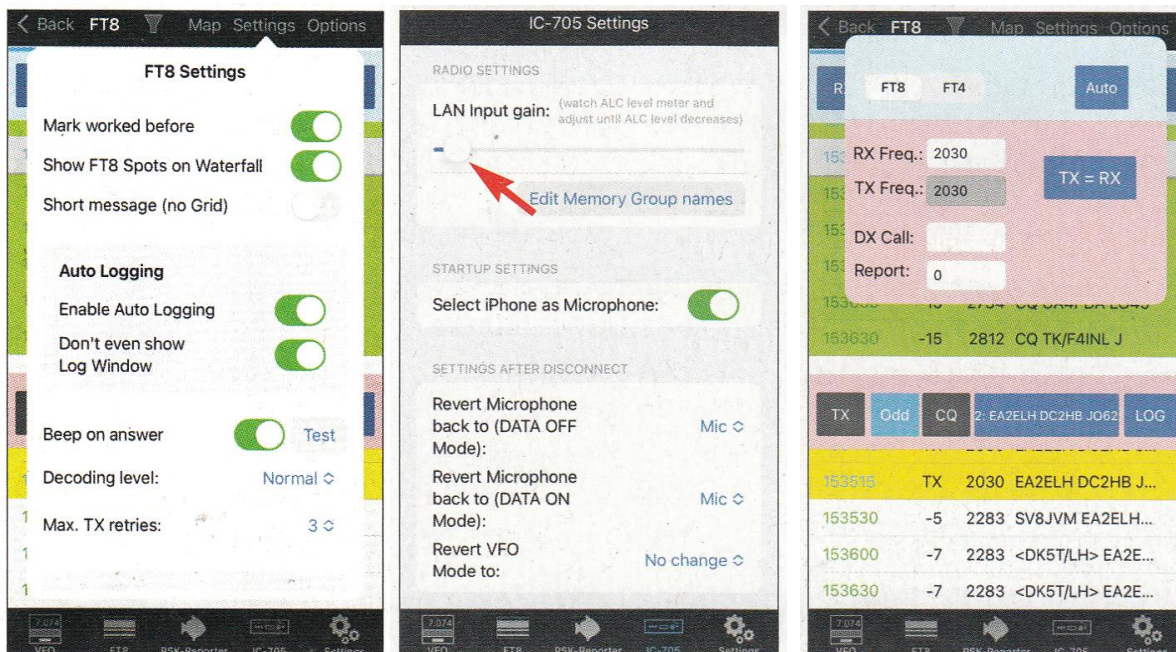 Back FT8 Map Settings Options
FT8 Settings
Mark worked before
Show FT8 Spots on Waterfall
Short message (no Grid)
Auto Logging
Enable Auto Logging
Don't even show
Log Window
Beep on answer Test
Decoding level: Normal
Max. TX retries: 3
7.074
VFO FT8 PSK-Reporter IC-705 Settings
IC-705 Settings
RADIO SETTINGS
LAN Input gain: (watch ALC level meter and
adjust until ALC level decreases)
Edit Memory Group names
STARTUP SETTINGS
Select iPhone as Microphone:
SETTINGS AFTER DISCONNECT
Revert Microphone
back to (DATA OFF Mic
Mode):
Revert Microphone
back to (DATA ON Mic
Mode):
Revert VFO
Mode to: No change
7.074
VFO FT8 PSK-Reporter IC-705 Settings
Back FT8 Map Settings Options
FT8 FT4 Auto
RX Freq.: 2030
TX = RX
TX Freq.: 2030
DX Call:
Report: 0
153630 -15 2812 CQ TK/F4INL J
TX Odd CQ 2: EA2ELH DC2HB JO62 LOG
153515 TX 2030 EA2ELH DC2HB J...
153530 -5 2283 SV8JVM EA2ELH...
153600 -7 2283 <DK5T/LH> EA2E...
153630 -7 2283 <DK5T/LH> EA2E...
7.074
VFO FT8 PSK-Reporter IC-705 Settings